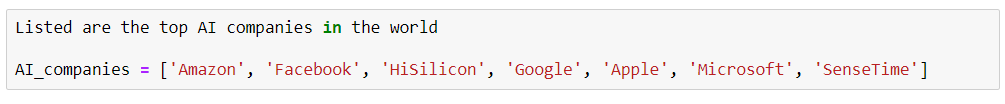 Listed are the top AI companies in the world
AI_companies = ['Amazon', 'Facebook', 'HiSilicon', 'Google', 'Apple', 'Microsoft', 'SenseTime']